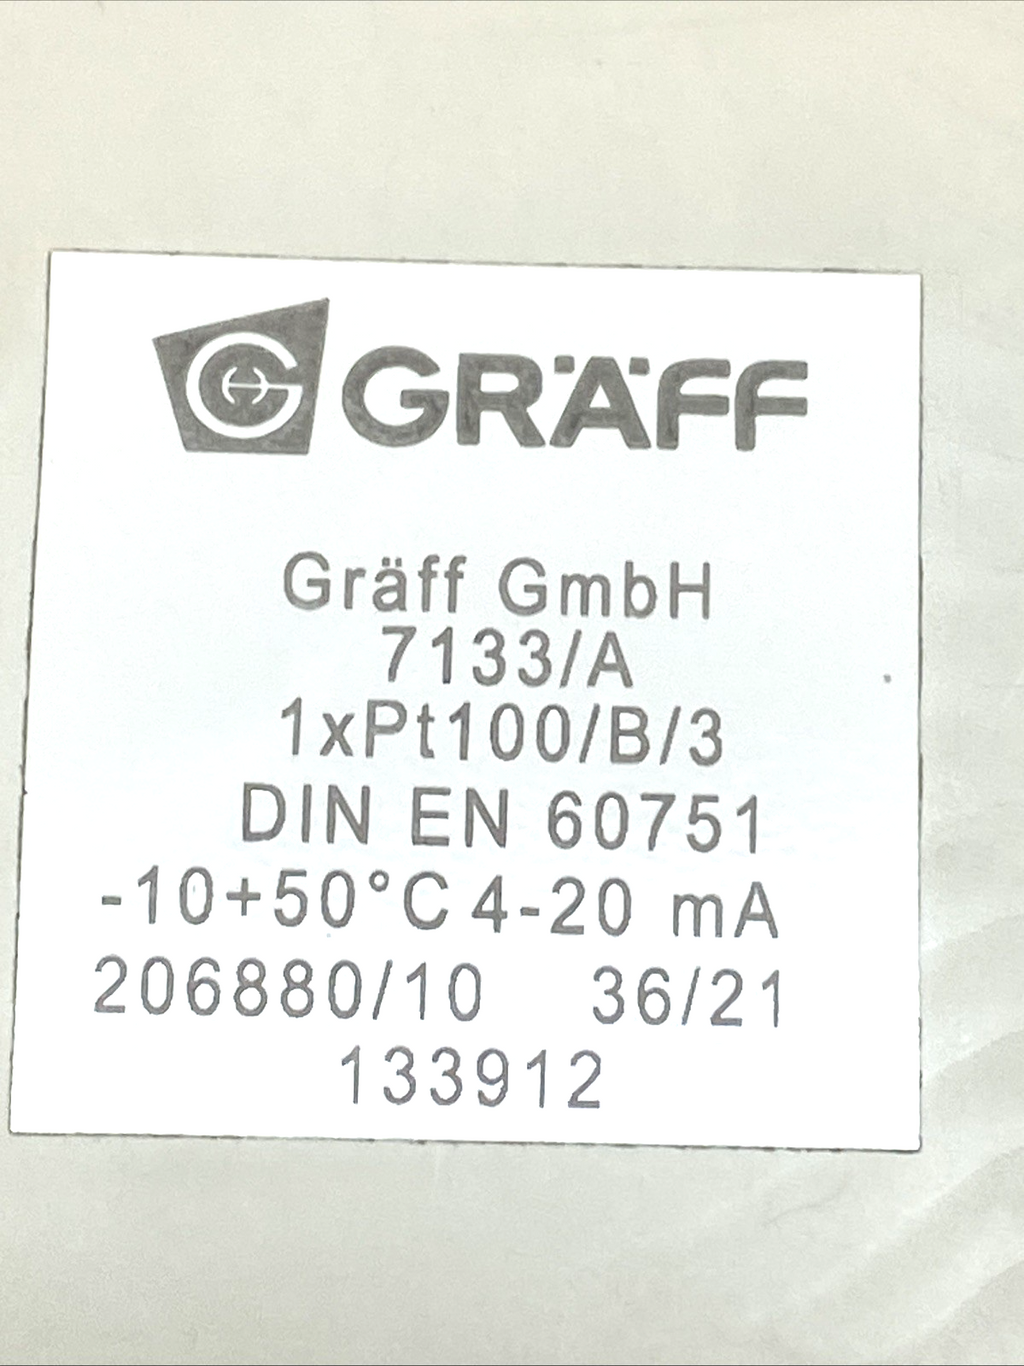 GRÄFF
Gräff GmbH
7133/A
1xPt100/B/3
DIN EN 60751
-10+50°C 4-20 mA
206880/10 36/21
133912